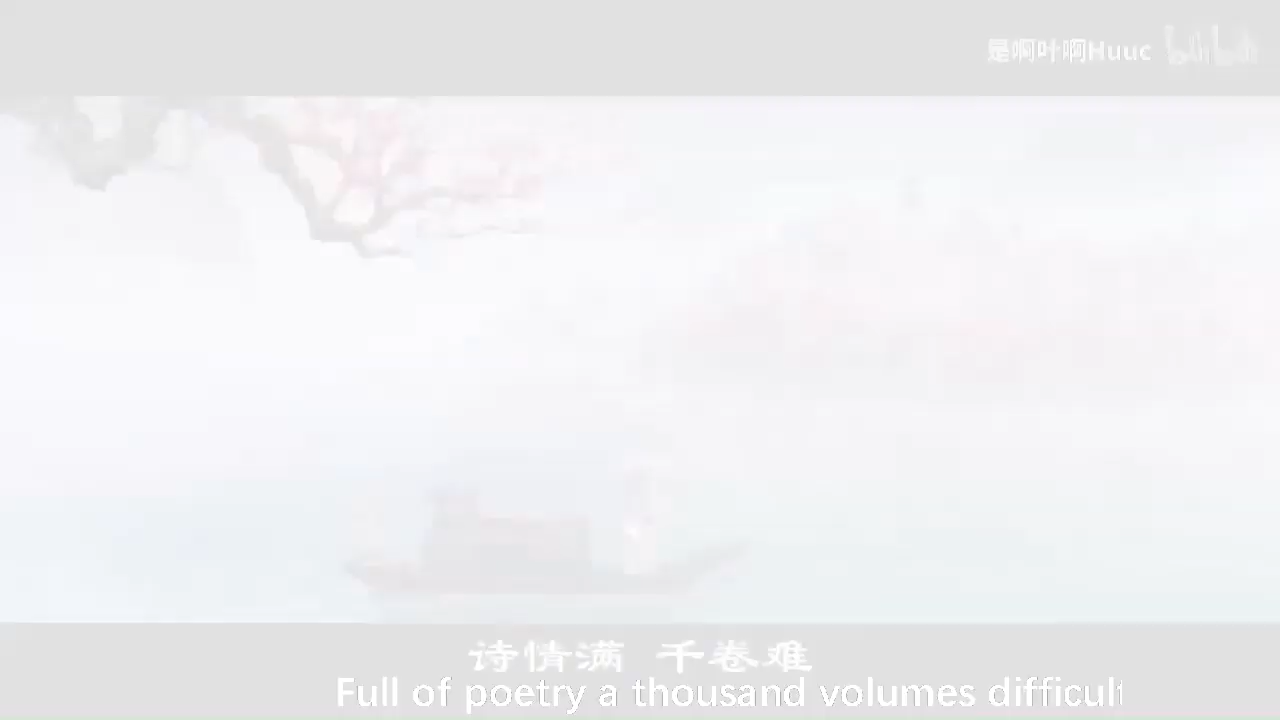 是啊叶啊Huuc bilibili
诗情满 千卷难
Full of poetry a thousand volumes difficult